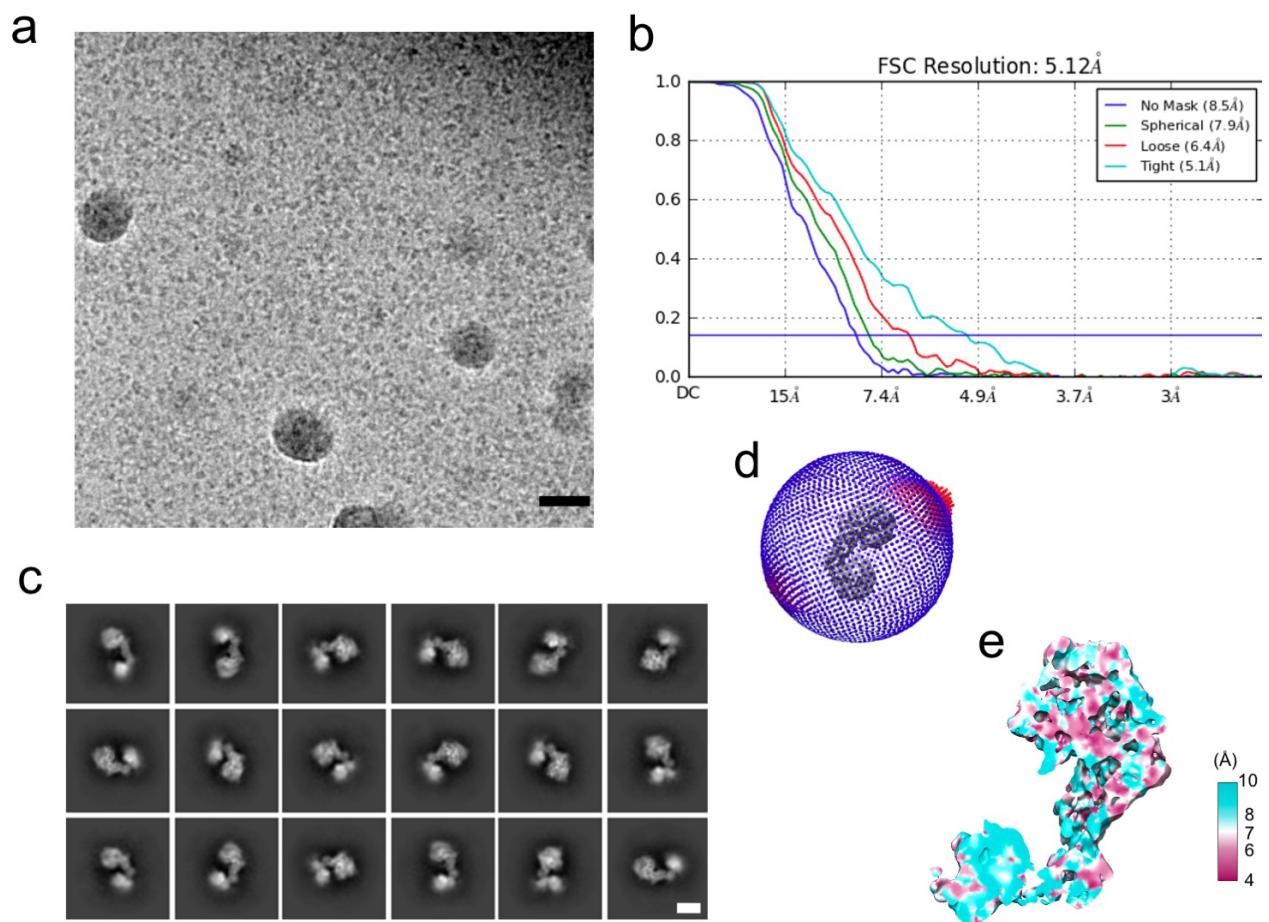 a
b
FSC Resolution: 5.12Å
1.0
0.8
0.6
0.4
0.2
0.0
No Mask (8.5Å)
Spherical (7.9Å)
Loose (6.4Å)
Tight (5.1Å)
DC
15Å
7.4Å
4.9Å
3.7Å
3Å
c
d
e
(Å)
10
8
7
6
4